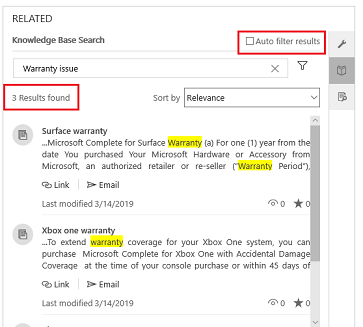 RELATED
Knowledge Base Search
Auto filter results
Warranty issue
3 Results found
Sort by Relevance
Surface warranty
...Microsoft Complete for Surface Warranty (a) For one (1) year from the
date You purchased Your Microsoft Hardware or Accessory from
Microsoft, an authorized retailer or re-seller ("Warranty Period"),
Link Email
Last modified 3/14/2019 0 0
Xbox one warranty
...To extend warranty coverage for your Xbox One system, you can
purchase Microsoft Complete for Xbox One with Accidental Damage
Coverage at the time of your console purchase or within 45 days of
Link Email
Last modified 3/14/2019 0 0